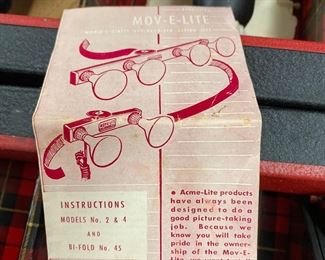 MOV-E-LITE
INSTRUCTIONS
MODELS No. 2 & 4
AND
BI-FOLD No. 45
• Acme-Lite products
have always been
designed to do a
good picture-taking
job. Because we
know you will take
pride in the owner-
ship of the Mov-E-